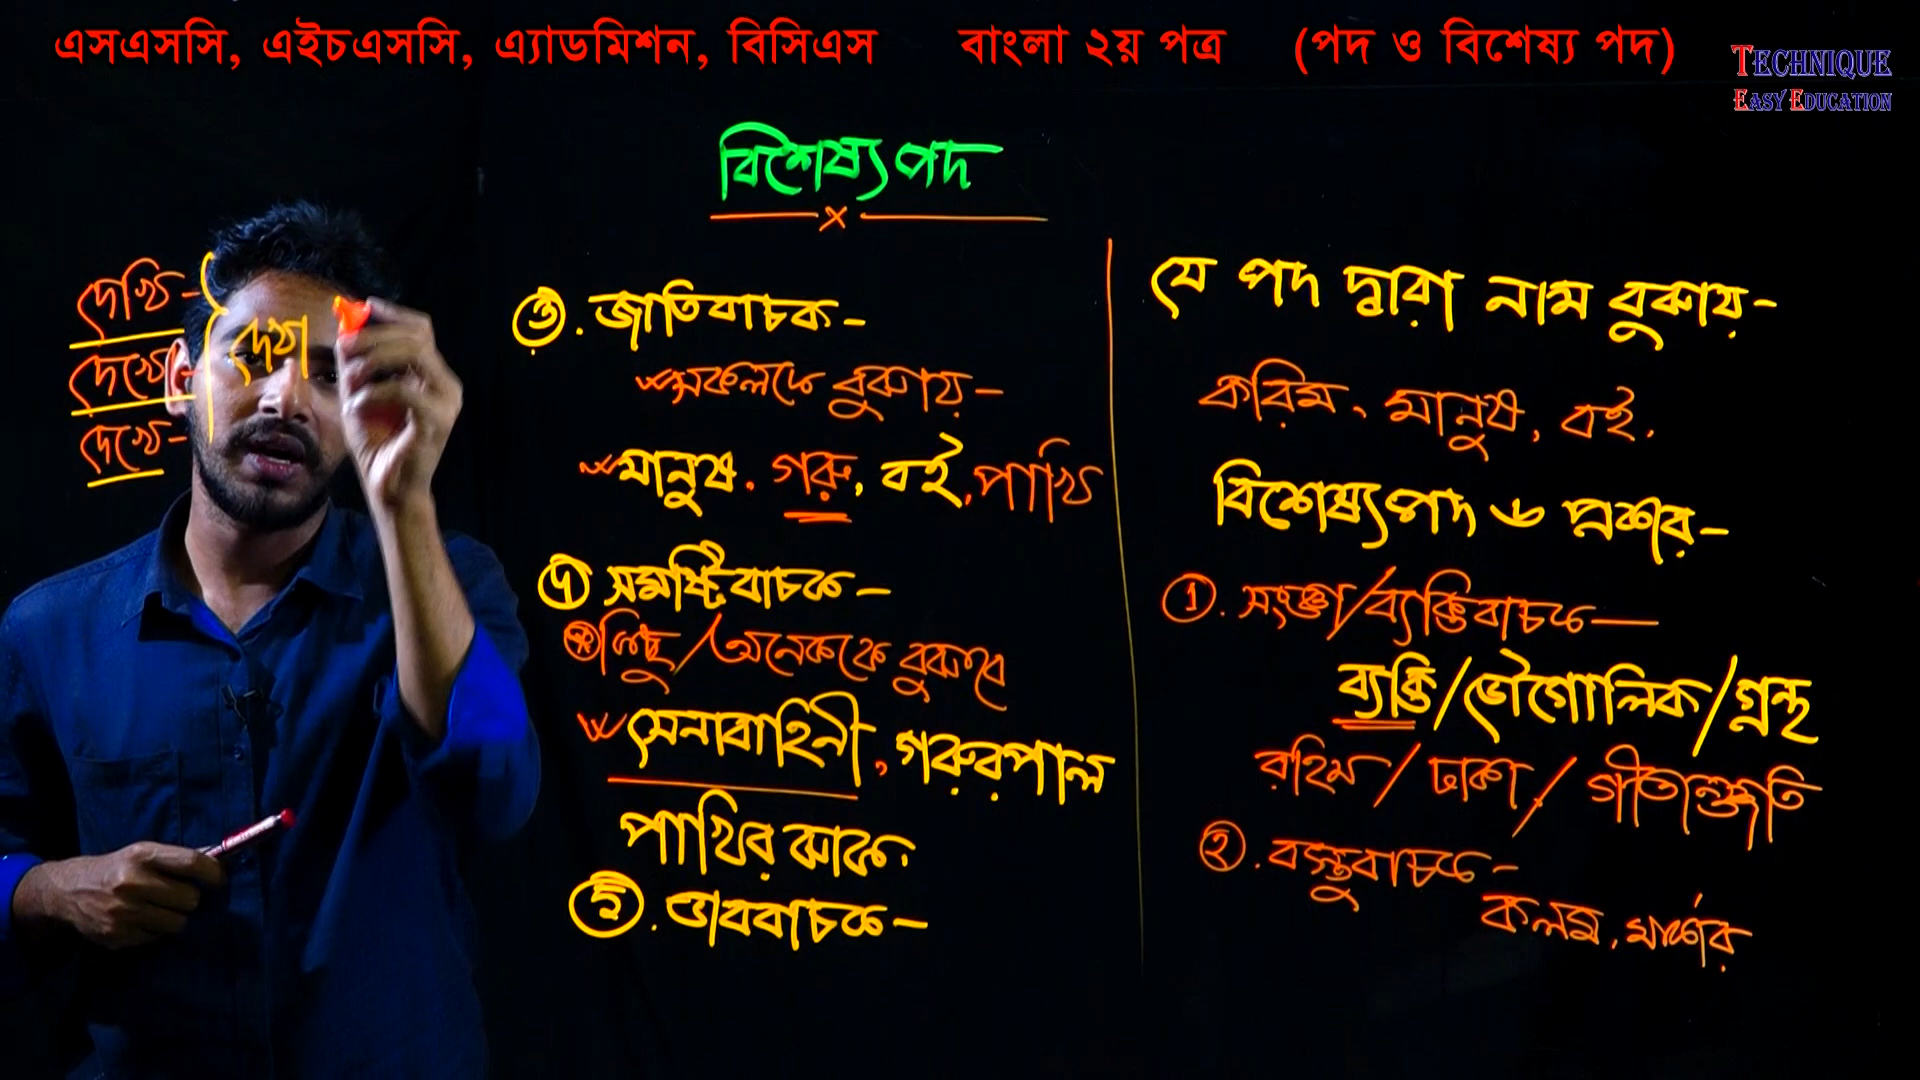 এসএসসি, এইচএসসি, এ্যাডমিশন, বিসিএস বাংলা ২য় পত্র (পদ ও বিশেষ্য পদ)
TECHNIQUE
EASY EDUCATION
বিশেষ্য পদ
x
দেখি -
দেখো -
দেখে -
দেখা
৩. জাতিবাচক -
সকলকে বুঝায় -
মানুষ, গরু, বই, পাখি
৪ সমষ্টিবাচক -
কিছু/অনেককে বুঝাবে
সেনাবাহিনী, গরুর পাল
পাখির ঝাক
৫. ভাববাচক -
যে পদ দ্বারা নাম বুঝায় -
করিম, মানুষ, বই.
বিশেষ্য পদ ৬ প্রকার -
১. সংজ্ঞা/ব্যক্তিবাচক —
ব্যক্তি/ভৌগোলিক/গ্রন্থ
রহিম/ ঢাকা / গীতাঞ্জলি
২. বস্তুবাচক -
কলম, মার্কার